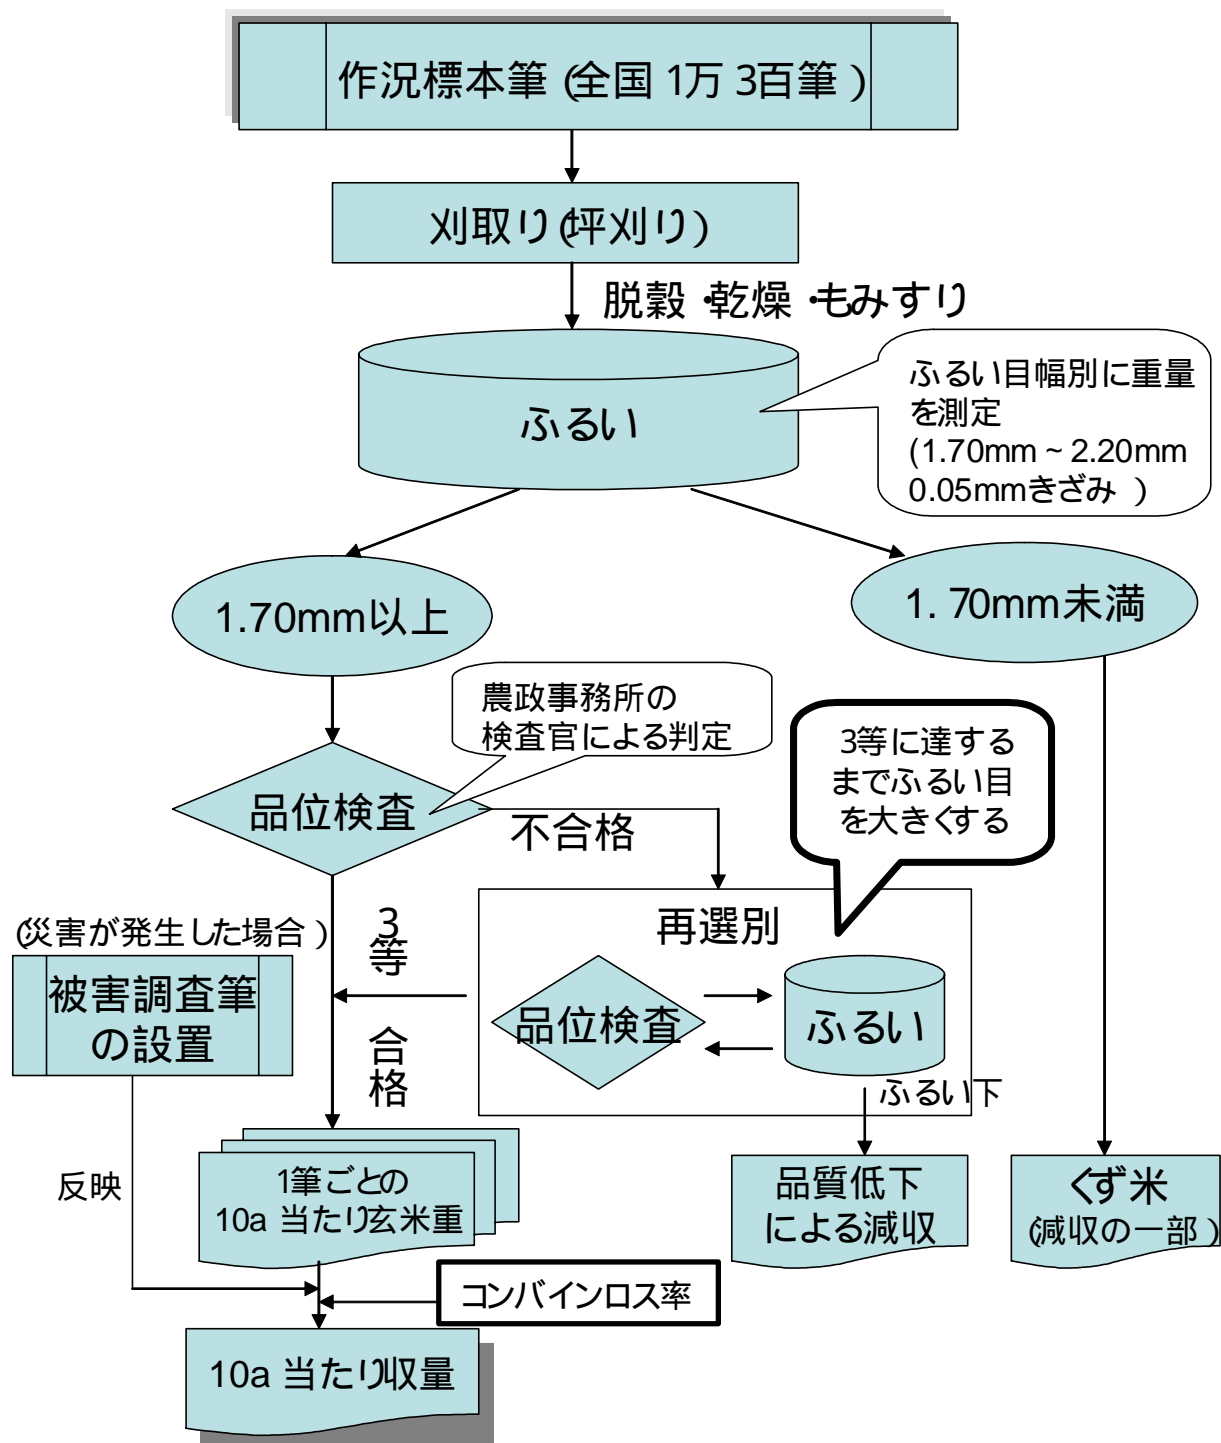 作況標本筆(全国 1万 3百筆)
刈取り(坪刈り)
脱穀・乾燥・もみすり
ふるい
ふるい目幅別に重量
を測定
(1.70mm ~ 2.20mm
0.05mmきざみ )
1.70mm以上
1.70mm未満
農政事務所の
検査官による判定
3等に達する
までふるい目
を大きくする
品位検査
不合格
(災害が発生した場合)
3等
合格
再選別
被害調査筆
の設置
品位検査
ふるい
ふるい下
反映
1筆ごとの
10a 当たり玄米重
品質低下
による減収
くず米
(減収の一部)
コンバインロス率
10a 当たり収量